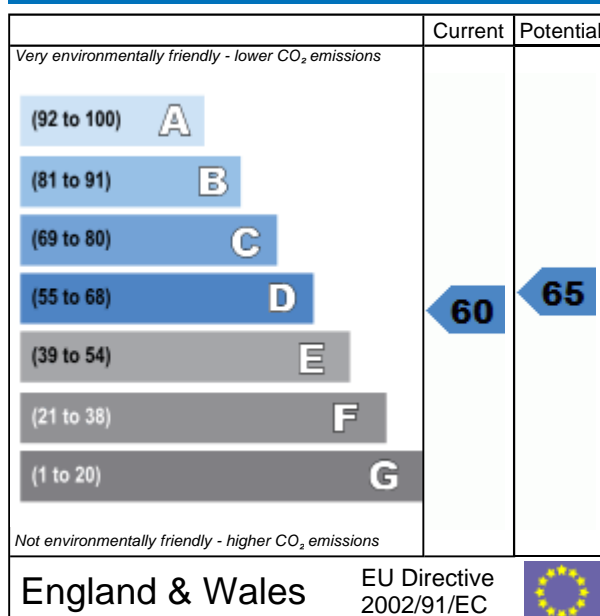 Current Potential
Very environmentally friendly - lower CO₂ emissions
(92 to 100) A
(81 to 91) B
(69 to 80) C
(55 to 68) D
(39 to 54) E
(21 to 38) F
(1 to 20) G
60
65
Not environmentally friendly - higher CO₂ emissions
England & Wales
EU Directive
2002/91/EC